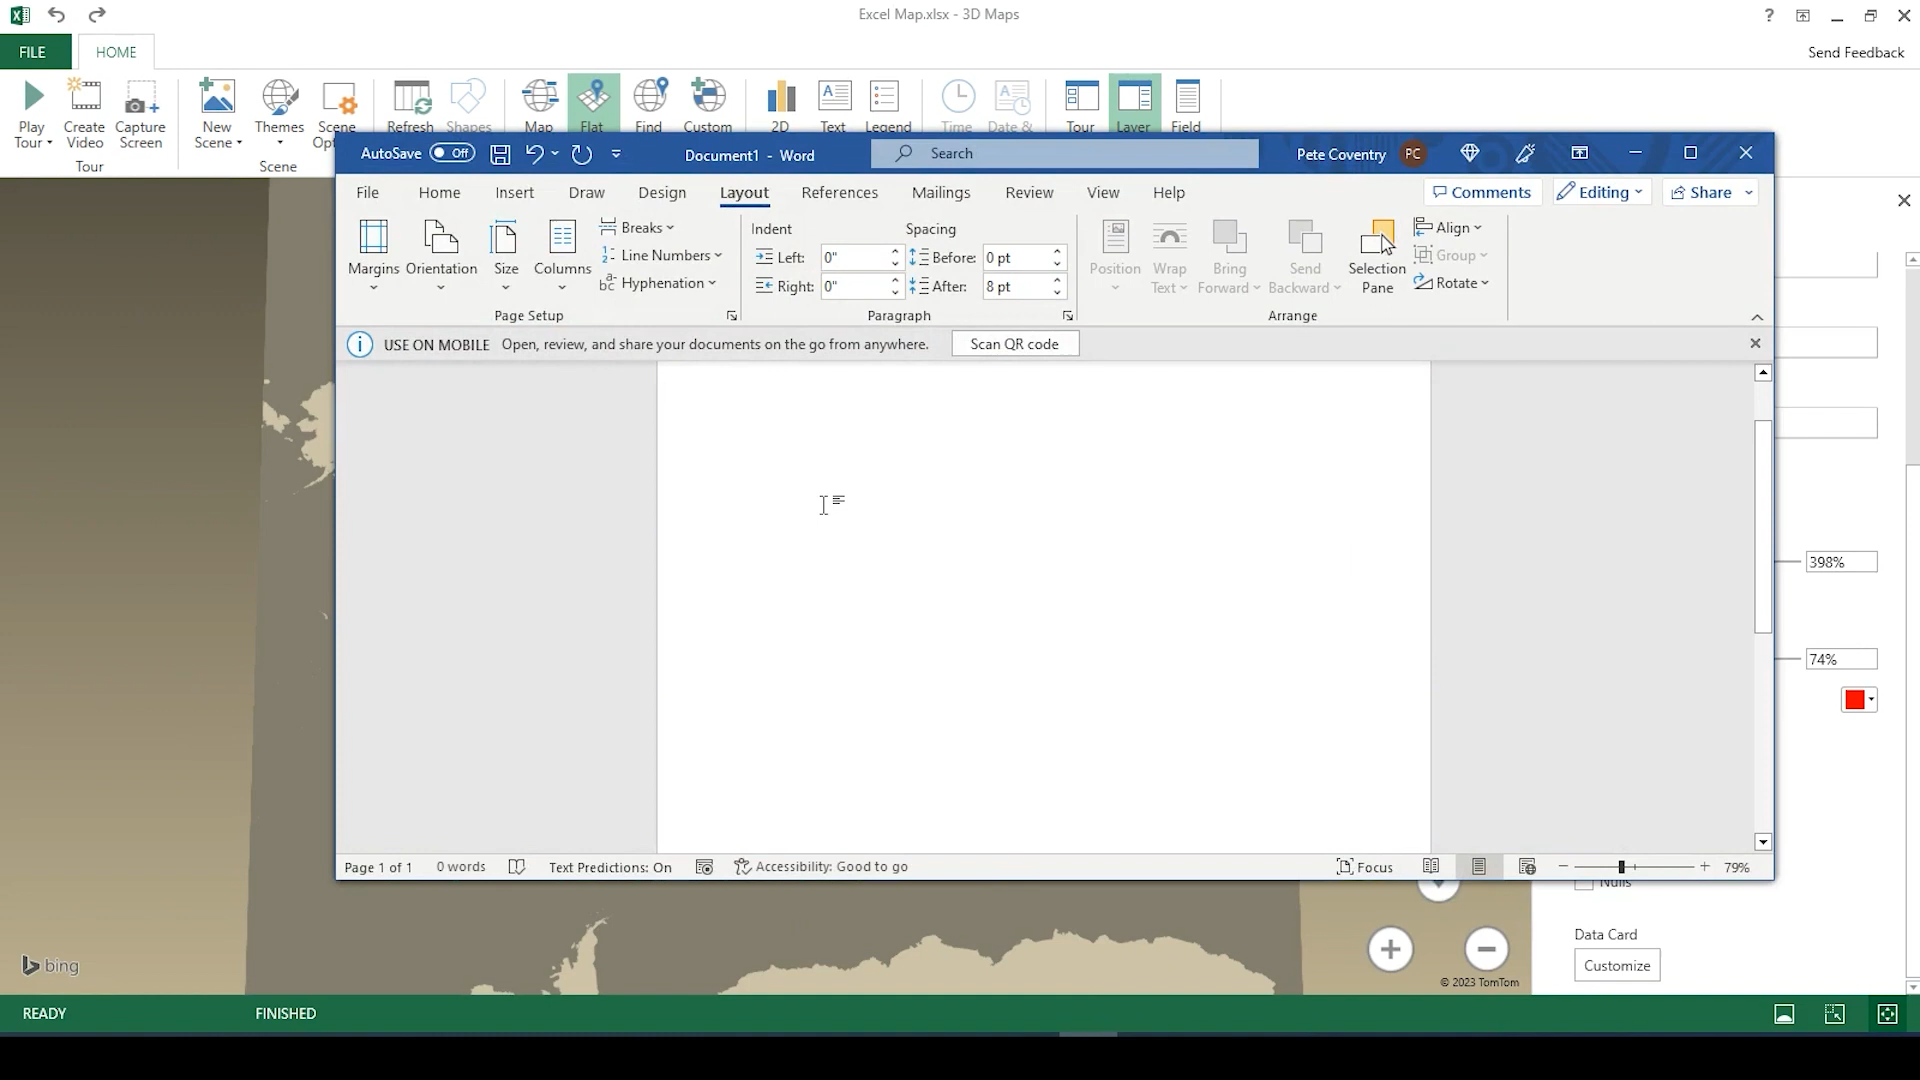 Excel Map.xlsx - 3D Maps
?
FILE
HOME
Send Feedback
Play Tour
Create Video
Capture Screen
New Scene
Themes
Scene
Refresh
Shapes
Map
Flat
Find
Custom
2D
Text
Legend
Time
Date &
Tour
Layer
Field
Tour
Scene
AutoSave Off
Document1 - Word
Search
Pete Coventry PC
File Home Insert Draw Design Layout References Mailings Review View Help
Comments Editing Share
Margins Orientation Size Columns
Breaks
Line Numbers
Hyphenation
Page Setup
Indent
Left: 0"
Right: 0"
Spacing
Before: 0 pt
After: 8 pt
Paragraph
Position
Wrap Text
Bring Forward
Send Backward
Selection Pane
Align
Group
Rotate
Arrange
USE ON MOBILE Open, review, and share your documents on the go from anywhere. Scan QR code
398%
74%
Page 1 of 1 0 words Text Predictions: On Accessibility: Good to go Focus 79%
Nulls
Data Card
Customize
bing
© 2023 TomTom
READY FINISHED